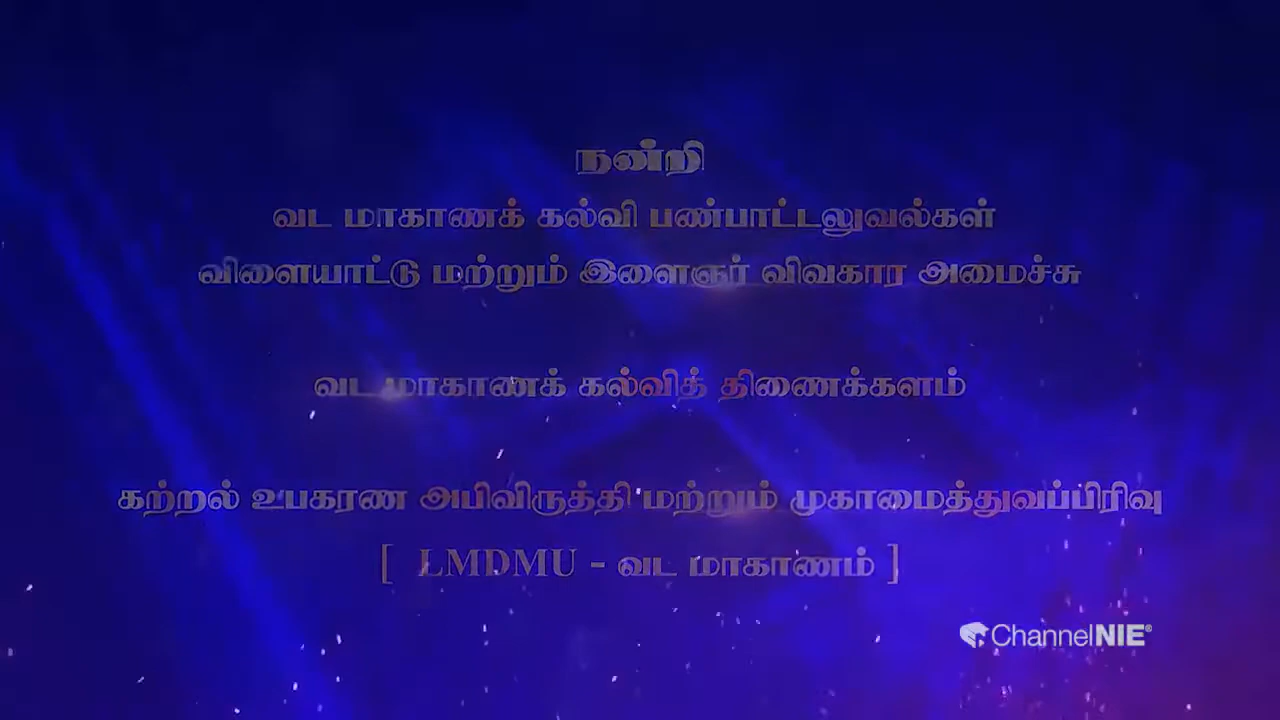 நன்றி
வட மாகாணக் கல்வி பண்பாட்டலுவல்கள்
விளையாட்டு மற்றும் இளைஞர் விவகார அமைச்சு
வட மாகாணக் கல்வித் திணைக்களம்
கற்றல் உபகரண அபிவிருத்தி மற்றும் முகாமைத்துவப்பிரிவு
[ LMDMU - வட மாகாணம் ]
ChannelNIE®